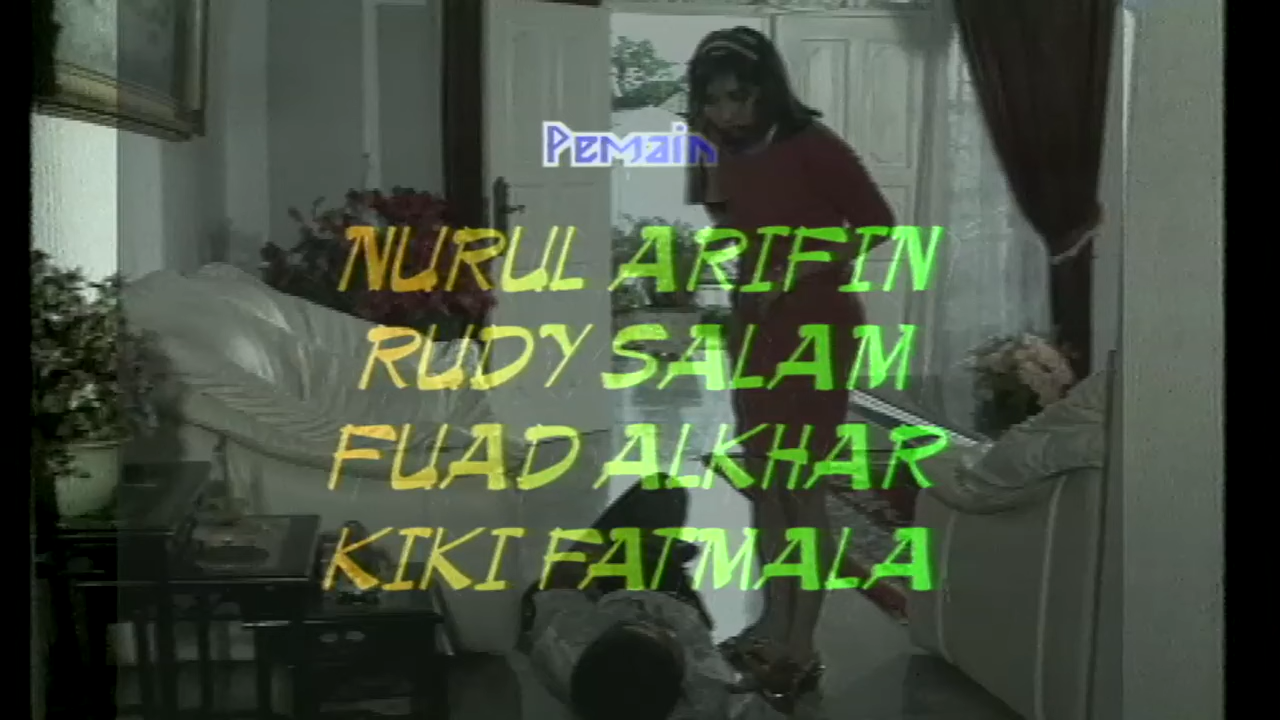 Pemain
NURUL ARIFIN
RUDY SALAM
FUAD ALKHAR
KIKI FATMALA